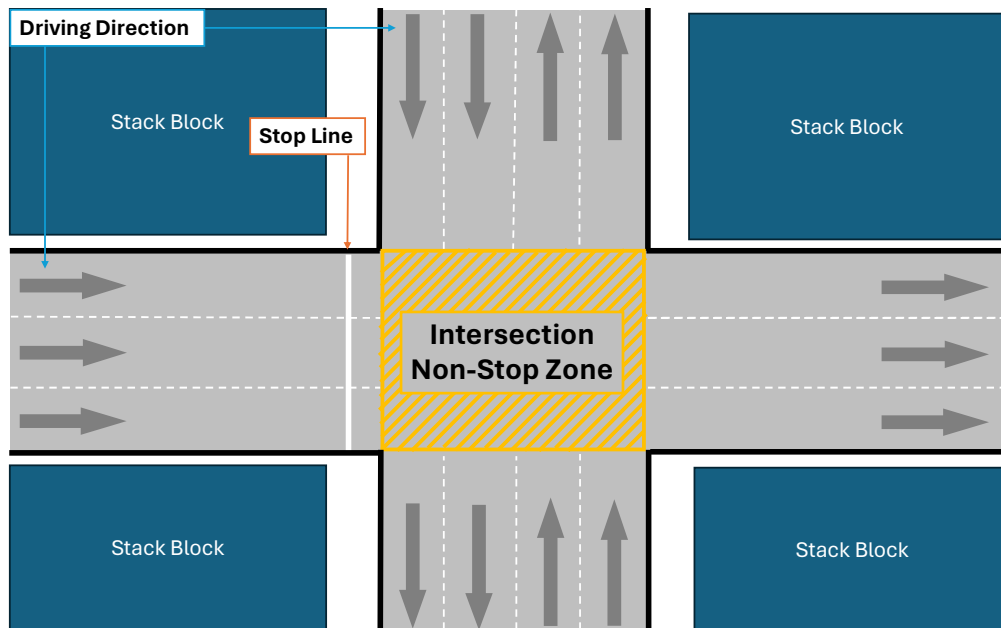 Driving Direction
Stack Block
Stack Block
Stop Line
Intersection
Non-Stop Zone
Stack Block
Stack Block